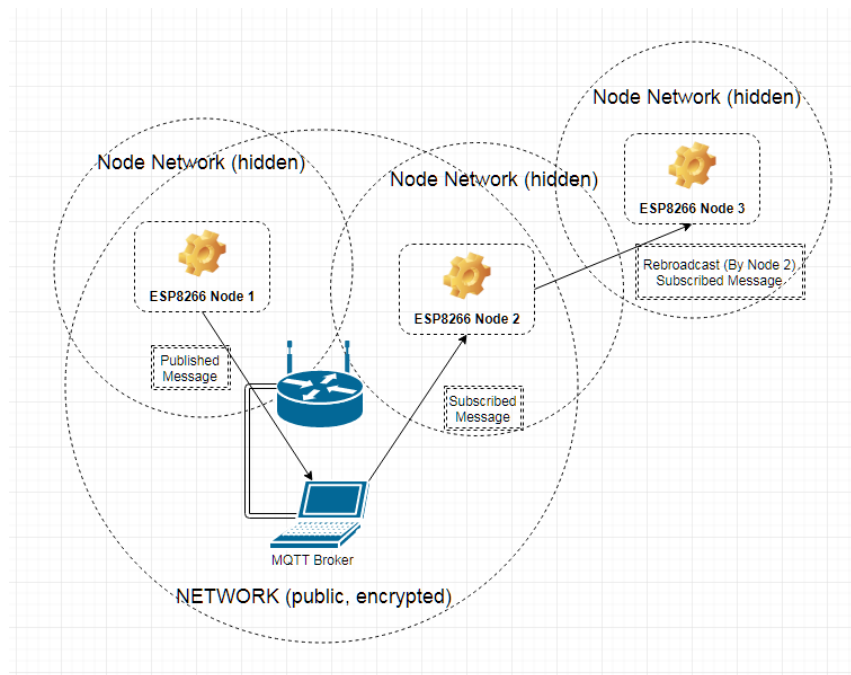 Node Network (hidden)
Node Network (hidden)
Node Network (hidden)
ESP8266 Node 3
Rebroadcast (By Node 2)
Subscribed Message
ESP8266 Node 1
ESP8266 Node 2
Published
Message
Subscribed
Message
MQTT Broker
NETWORK (public, encrypted)